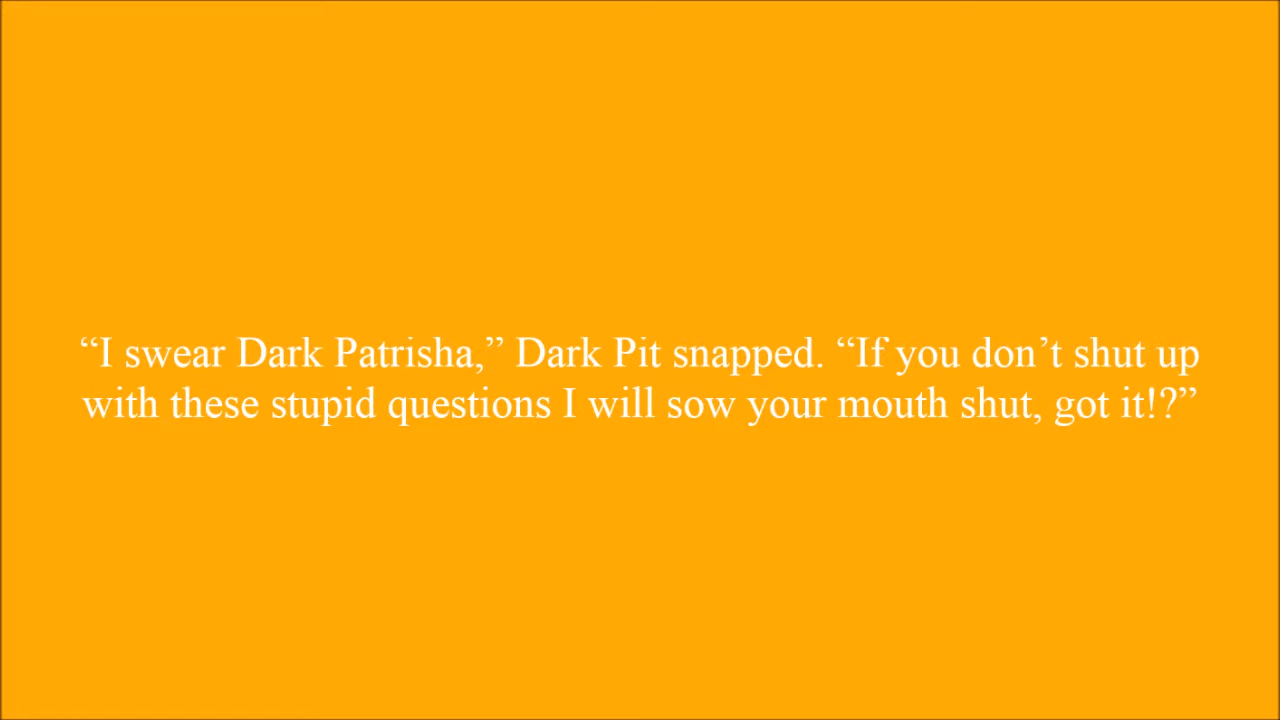 “I swear Dark Patrisha,” Dark Pit snapped. “If you don’t shut up
with these stupid questions I will sow your mouth shut, got it!?”